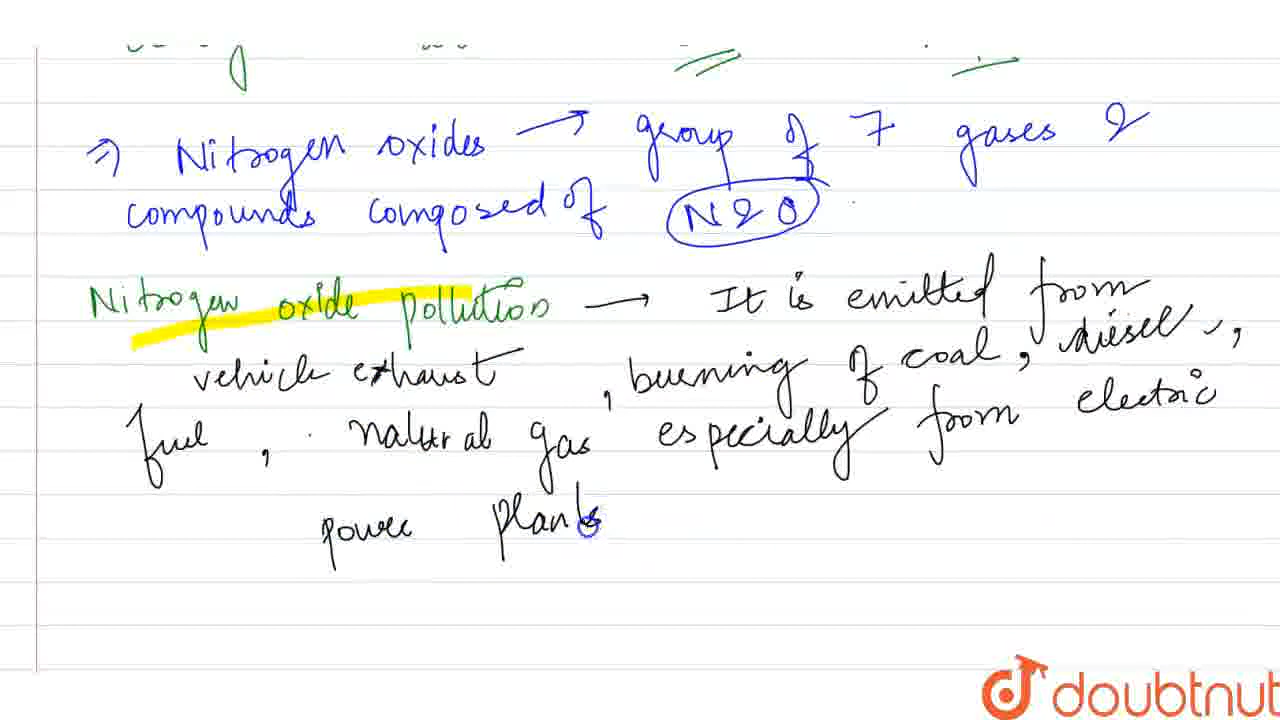 ⇒ Nitrogen oxides → group of 7 gases &
compounds composed of N & O
Nitrogen oxide pollution → It is emitted from
vehicle exhaust, burning of coal, diesel,
fuel, natural gas especially from electric
power plants
doubtnut